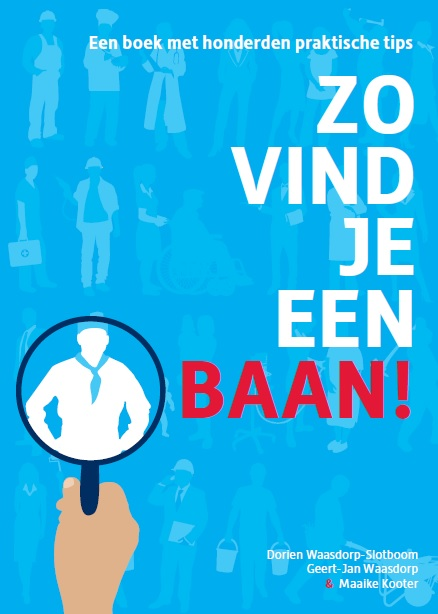 Een boek met honderden praktische tips
ZO
VIND
JE
EEN
BAAN!
Dorien Waasdorp-Slotboom
Geert-Jan Waasdorp
& Maaike Kooter